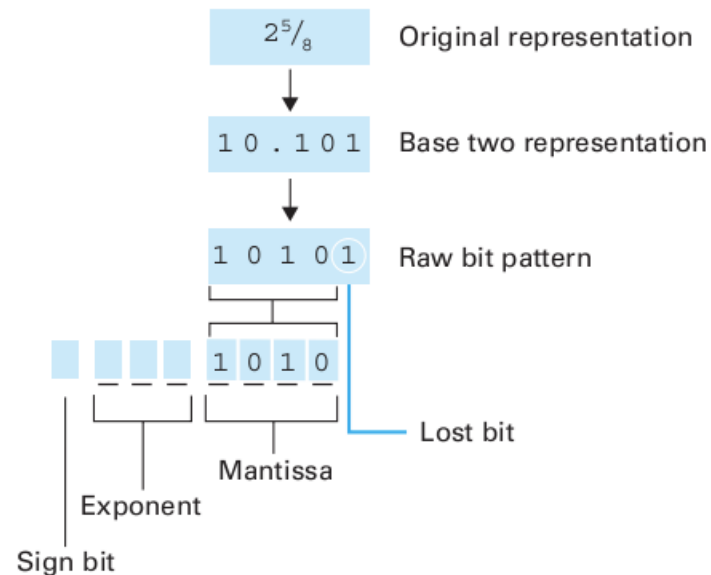 2⁵/₈ Original representation
1 0 . 1 0 1 Base two representation
1 0 1 0 1 Raw bit pattern
1 0 1 0
Lost bit
Mantissa
Exponent
Sign bit